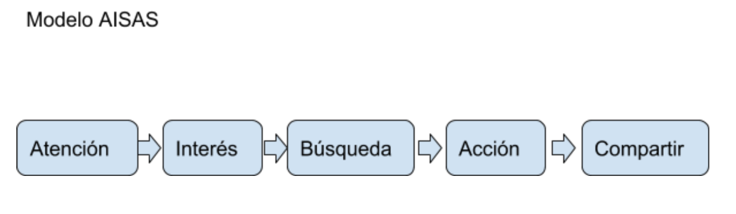 Modelo AISAS
Atención Interés Búsqueda Acción Compartir